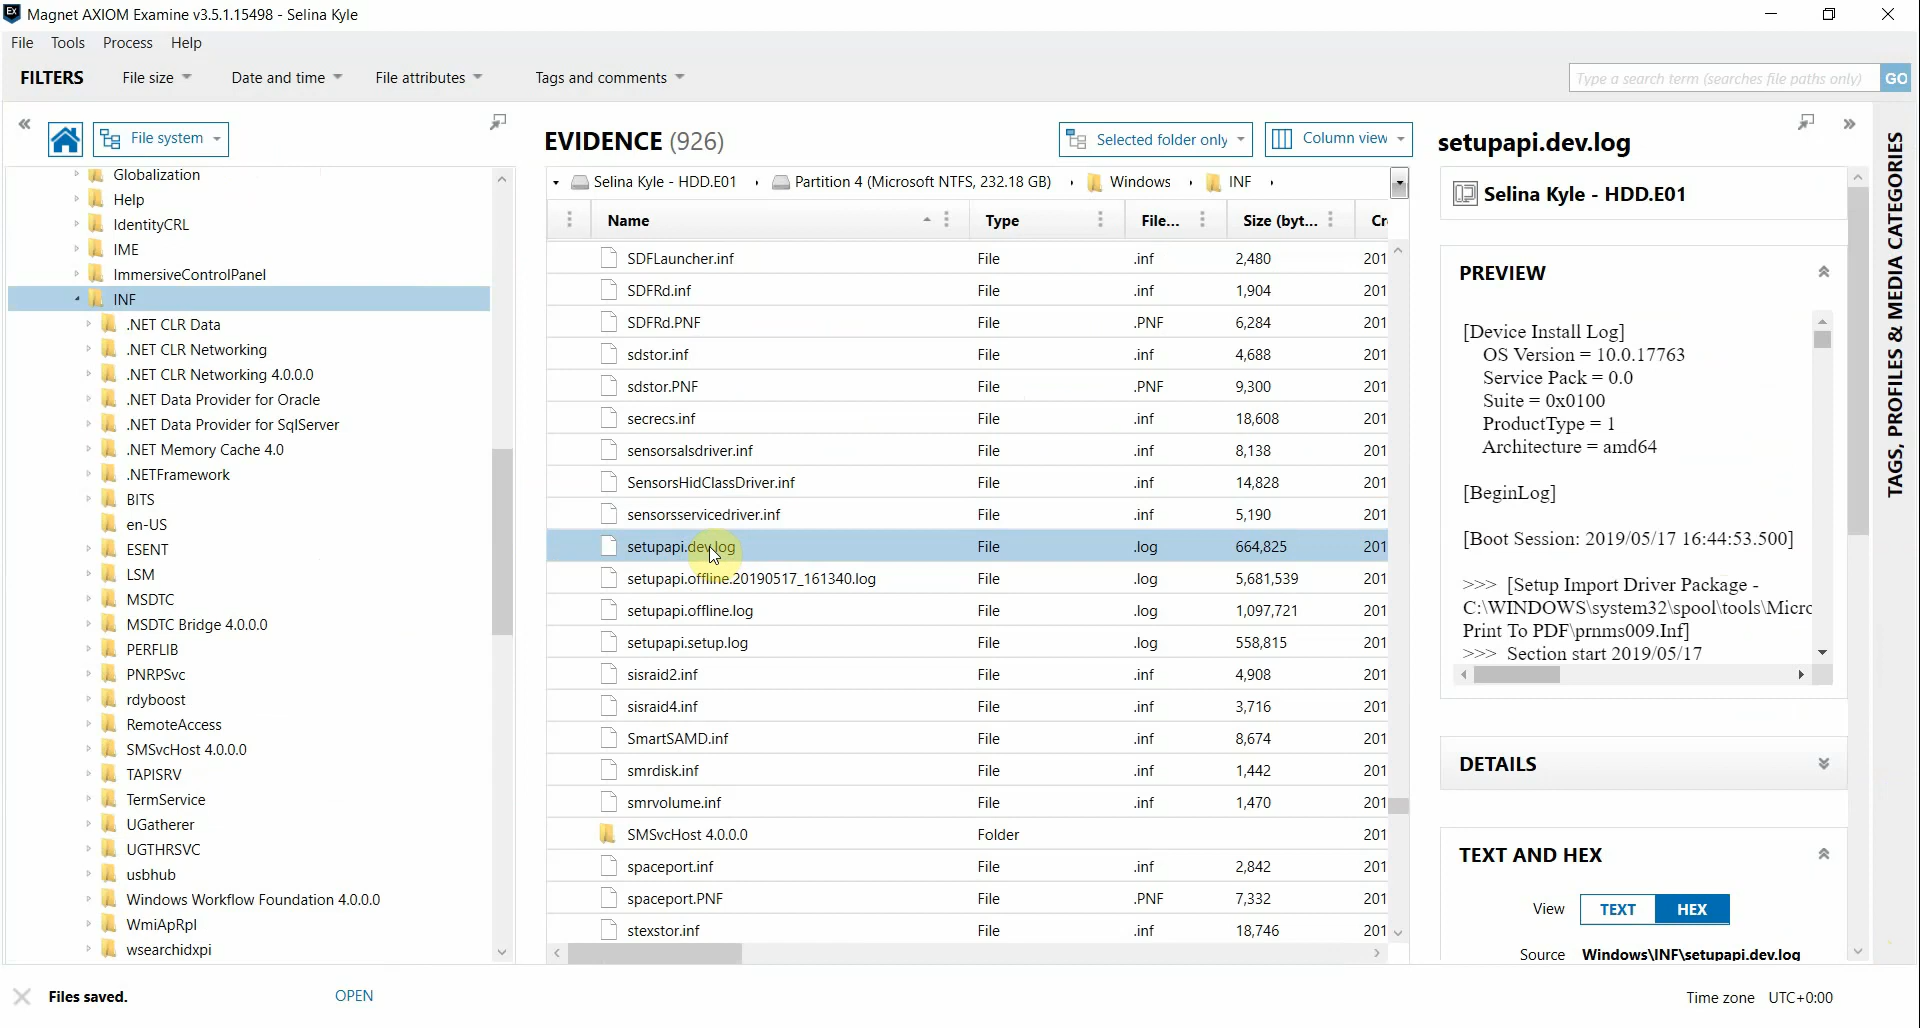 Magnet AXIOM Examine v3.5.1.15498 - Selina Kyle
File Tools Process Help
FILTERS File size Date and time File attributes Tags and comments Type a search term (searches file paths only) GO
File system
EVIDENCE (926) Selected folder only Column view
Selina Kyle - HDD.E01 Partition 4 (Microsoft NTFS, 232.18 GB) Windows INF
Globalization
Help
IdentityCRL
IME
ImmersiveControlPanel
INF
.NET CLR Data
.NET CLR Networking
.NET CLR Networking 4.0.0.0
.NET Data Provider for Oracle
.NET Data Provider for SqlServer
.NET Memory Cache 4.0
.NETFramework
BITS
en-US
ESENT
LSM
MSDTC
MSDTC Bridge 4.0.0.0
PERFLIB
PNRPSvc
rdyboost
RemoteAccess
SMSvcHost 4.0.0.0
TAPISRV
TermService
UGatherer
UGTHRSVC
usbhub
Windows Workflow Foundation 4.0.0.0
WmiApRpl
wsearchidxpi
Name Type File... Size (byt... Cr
SDFLauncher.inf File .inf 2,480 201
SDFRd.inf File .inf 1,904 201
SDFRd.PNF File .PNF 6,284 201
sdstor.inf File .inf 4,688 201
sdstor.PNF File .PNF 9,300 201
secrecs.inf File .inf 18,608 201
sensorsalsdriver.inf File .inf 8,138 201
SensorsHidClassDriver.inf File .inf 14,828 201
sensorsservicedriver.inf File .inf 5,190 201
setupapi.dev.log File .log 664,825 201
setupapi.offline.20190517_161340.log File .log 5,681,539 201
setupapi.offline.log File .log 1,097,721 201
setupapi.setup.log File .log 558,815 201
sisraid2.inf File .inf 4,908 201
sisraid4.inf File .inf 3,716 201
SmartSAMD.inf File .inf 8,674 201
smrdisk.inf File .inf 1,442 201
smrvolume.inf File .inf 1,470 201
SMSvcHost 4.0.0.0 Folder 201
spaceport.inf File .inf 2,842 201
spaceport.PNF File .PNF 7,332 201
stexstor.inf File .inf 18,746 201
setupapi.dev.log
Selina Kyle - HDD.E01
PREVIEW
[Device Install Log]
OS Version = 10.0.17763
Service Pack = 0.0
Suite = 0x0100
ProductType = 1
Architecture = amd64
[BeginLog]
[Boot Session: 2019/05/17 16:44:53.500]
>>> [Setup Import Driver Package -
C:\WINDOWS\system32\spool\tools\Micro
Print To PDF\prnms009.Inf]
>>> Section start 2019/05/17
DETAILS
TEXT AND HEX
View TEXT HEX
Source Windows\INF\setupapi.dev.log
TAGS, PROFILES & MEDIA CATEGORIES
Files saved. OPEN
Time zone UTC+0:00